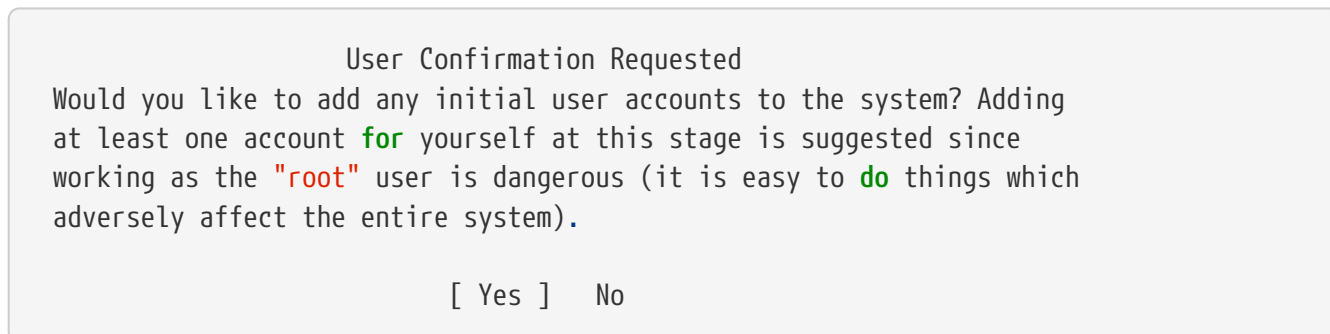 User Confirmation Requested
Would you like to add any initial user accounts to the system? Adding
at least one account for yourself at this stage is suggested since
working as the "root" user is dangerous (it is easy to do things which
adversely affect the entire system).
[ Yes ] No